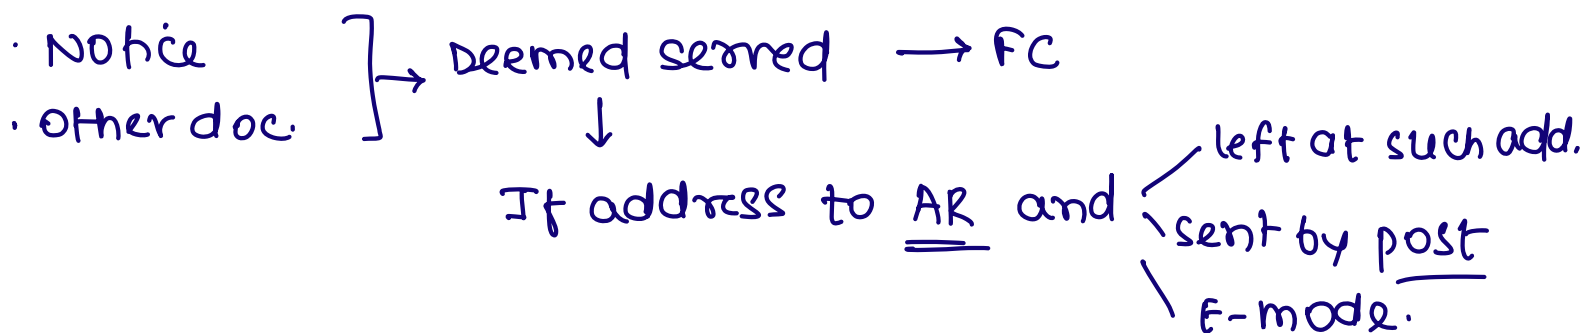 · Notice
· Other doc.
Deemed served → FC
↓
If address to AR and
left at such add.
sent by post
E-mode.